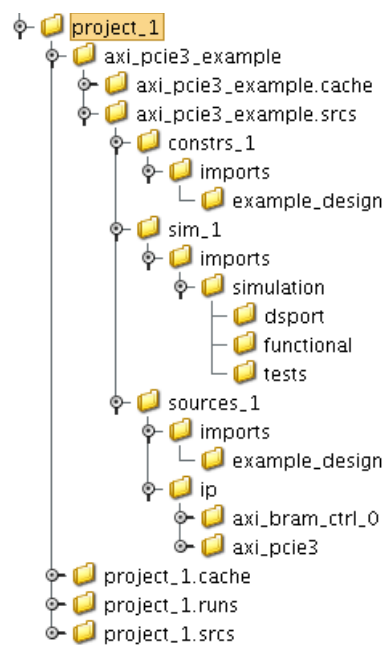 project_1
axi_pcie3_example
axi_pcie3_example.cache
axi_pcie3_example.srcs
constrs_1
imports
example_design
sim_1
imports
simulation
dsport
functional
tests
sources_1
imports
example_design
ip
axi_bram_ctrl_0
axi_pcie3
project_1.cache
project_1.runs
project_1.srcs